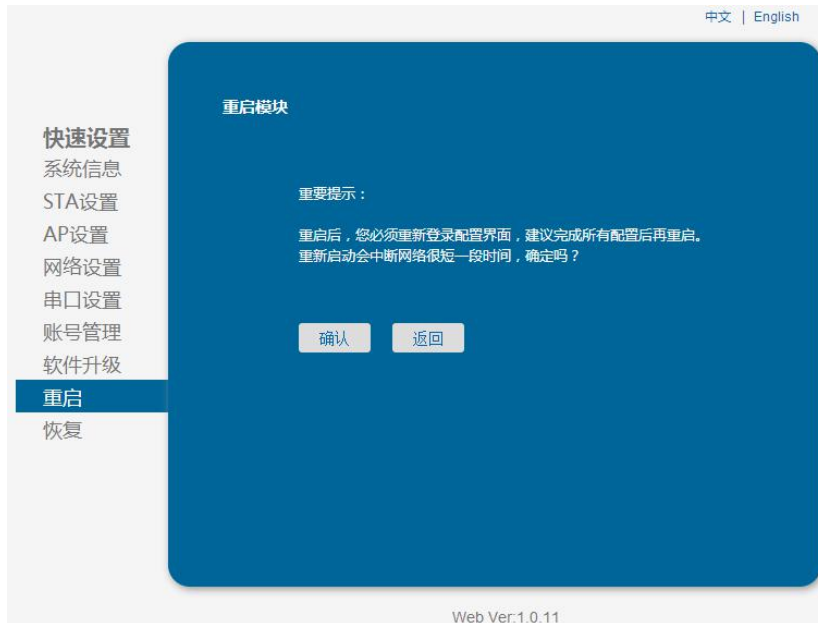 中文 | English
快速设置
系统信息
STA设置
AP设置
网络设置
串口设置
账号管理
软件升级
重启
恢复
重启模块
重要提示：
重启后，您必须重新登录配置界面，建议完成所有配置后再重启。
重新启动会中断网络很短一段时间，确定吗？
确认 返回
Web Ver:1.0.11